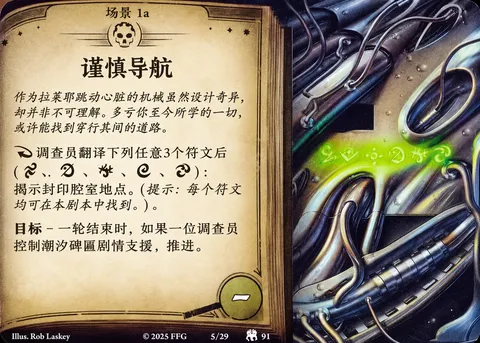 场景 1a
谨慎导航
作为拉莱耶跳动心脏的机械虽然设计奇异,
却并非不可理解。多亏你至今所学的一切,
或许能找到穿行其间的道路。
调查员翻译下列任意3个符文后
( 、 、 、 、 、 ):
揭示封印腔室地点。(提示:每个符文
均可在本剧本中找到。)。
目标 – 一轮结束时,如果一位调查员
控制潮汐碑匾剧情支援,推进。
–
Illus. Rob Laskey
© 2025 FFG
5/29
91